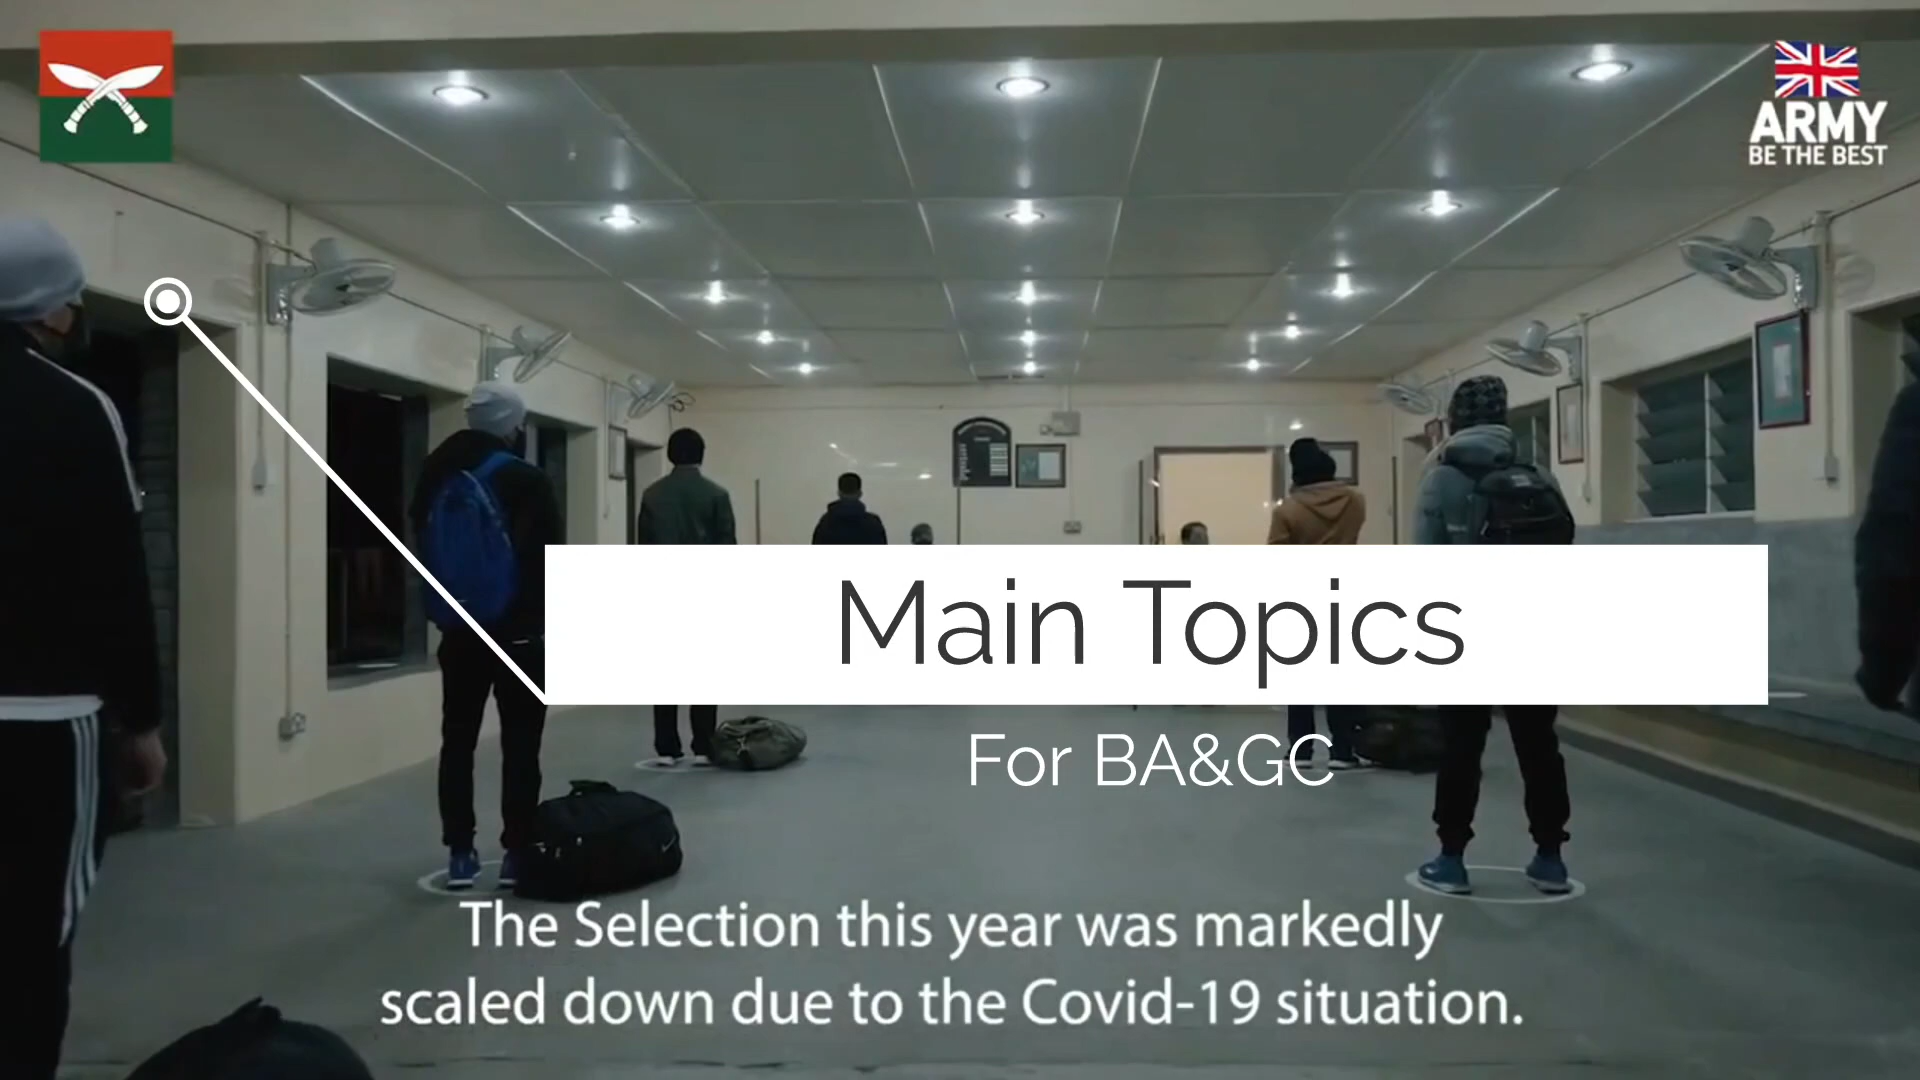 ARMY
BE THE BEST
Main Topics
For BA&GC
The Selection this year was markedly
scaled down due to the Covid-19 situation.